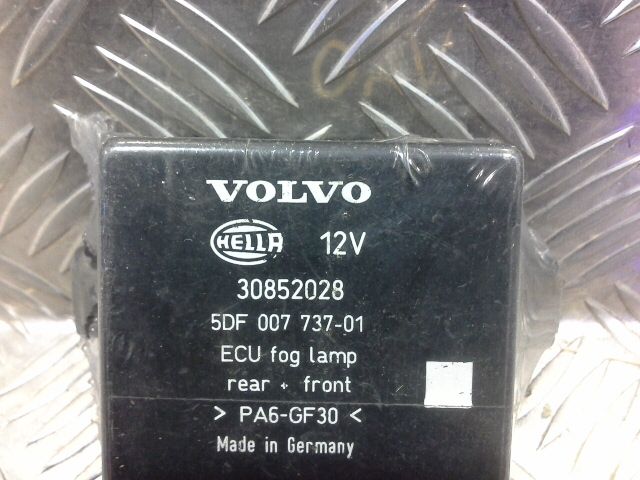 VOLVO
HELLA 12V
30852028
5DF 007 737-01
ECU fog lamp
rear + front
> PA6-GF30 <
Made in Germany